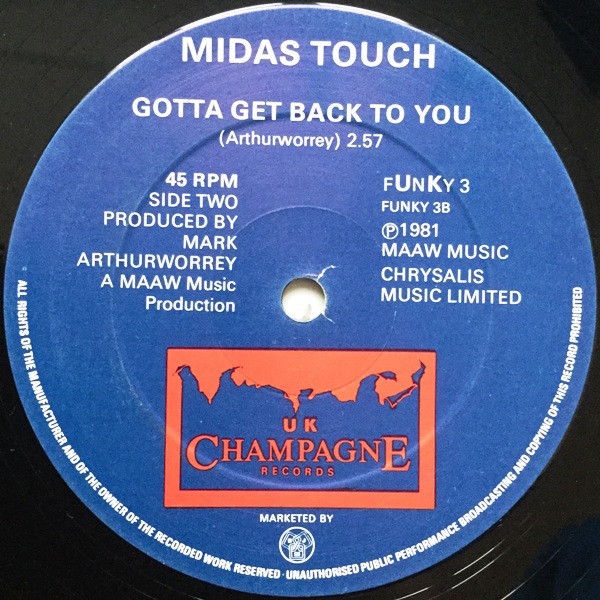 MIDAS TOUCH
GOTTA GET BACK TO YOU
(Arthurworrey) 2.57
45 RPM
SIDE TWO
PRODUCED BY
MARK
ARTHURWORREY
A MAAW Music
Production
FUNKY 3
FUNKY 3B
℗1981
MAAW MUSIC
CHRYSALIS
MUSIC LIMITED
UK
CHAMPAGNE
RECORDS
MARKETED BY
ALL RIGHTS OF THE MANUFACTURER AND OF THE OWNER OF THE RECORDED WORK RESERVED · UNAUTHORISED PUBLIC PERFORMANCE BROADCASTING AND COPYING OF THIS RECORD PROHIBITED